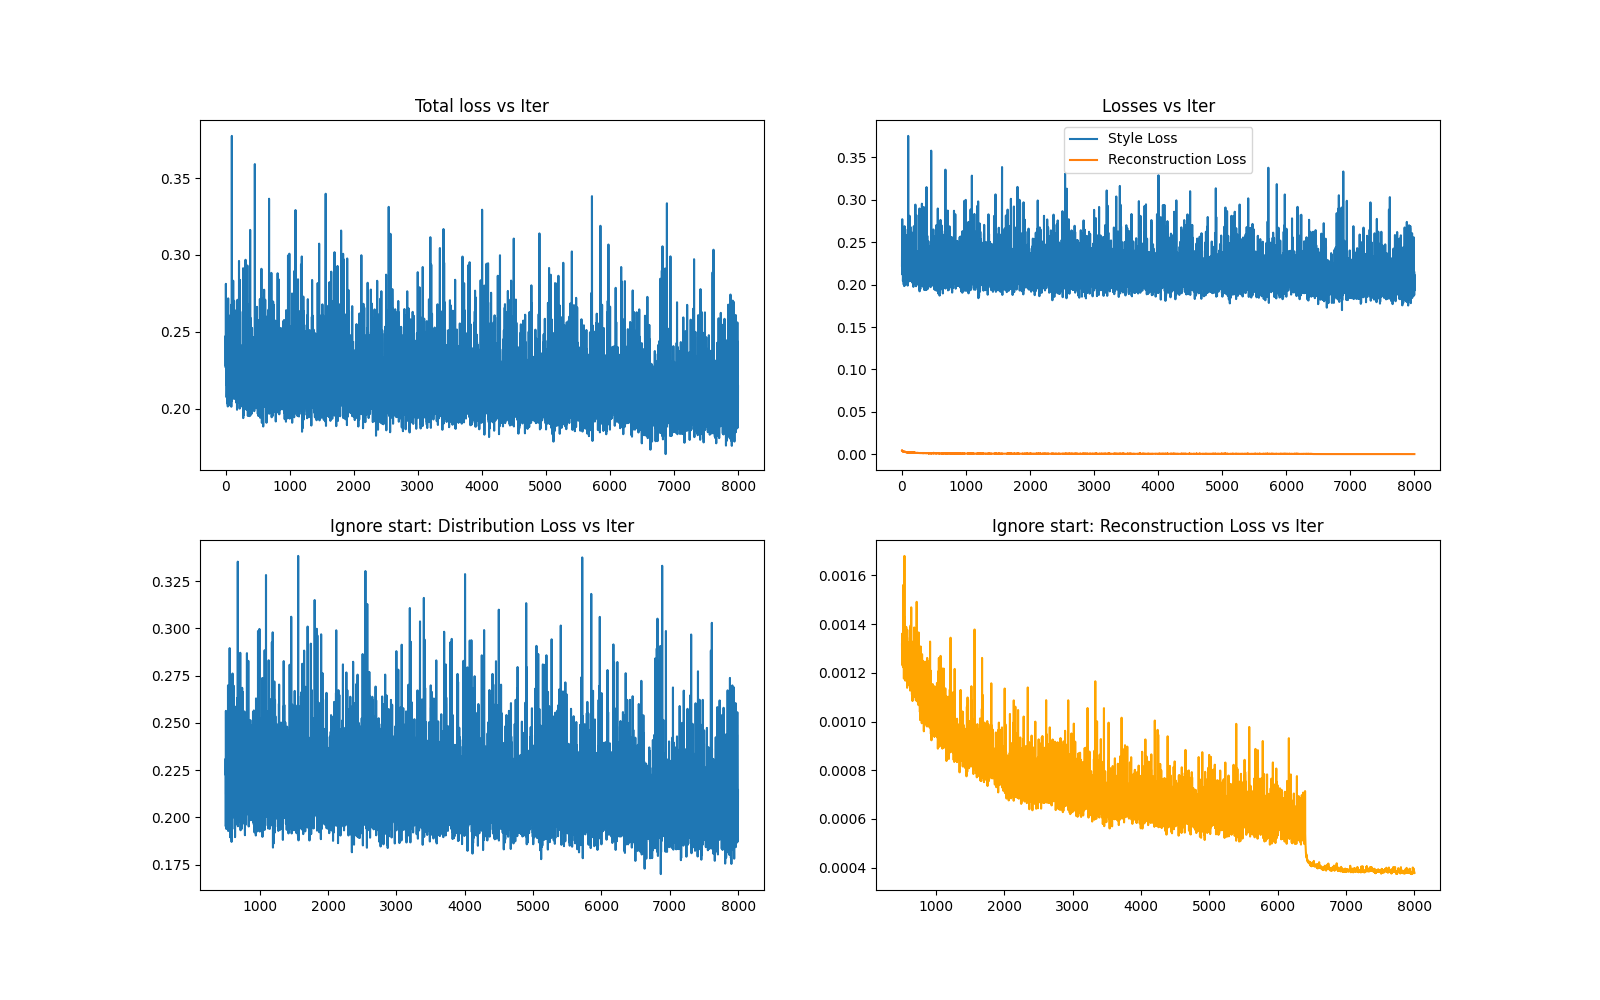 Total loss vs Iter
0.35
0.30
0.25
0.20
0 1000 2000 3000 4000 5000 6000 7000 8000
Losses vs Iter
Style Loss
Reconstruction Loss
0.35
0.30
0.25
0.20
0.15
0.10
0.05
0.00
0 1000 2000 3000 4000 5000 6000 7000 8000
Ignore start: Distribution Loss vs Iter
0.325
0.300
0.275
0.250
0.225
0.200
0.175
1000 2000 3000 4000 5000 6000 7000 8000
Ignore start: Reconstruction Loss vs Iter
0.0016
0.0014
0.0012
0.0010
0.0008
0.0006
0.0004
1000 2000 3000 4000 5000 6000 7000 8000